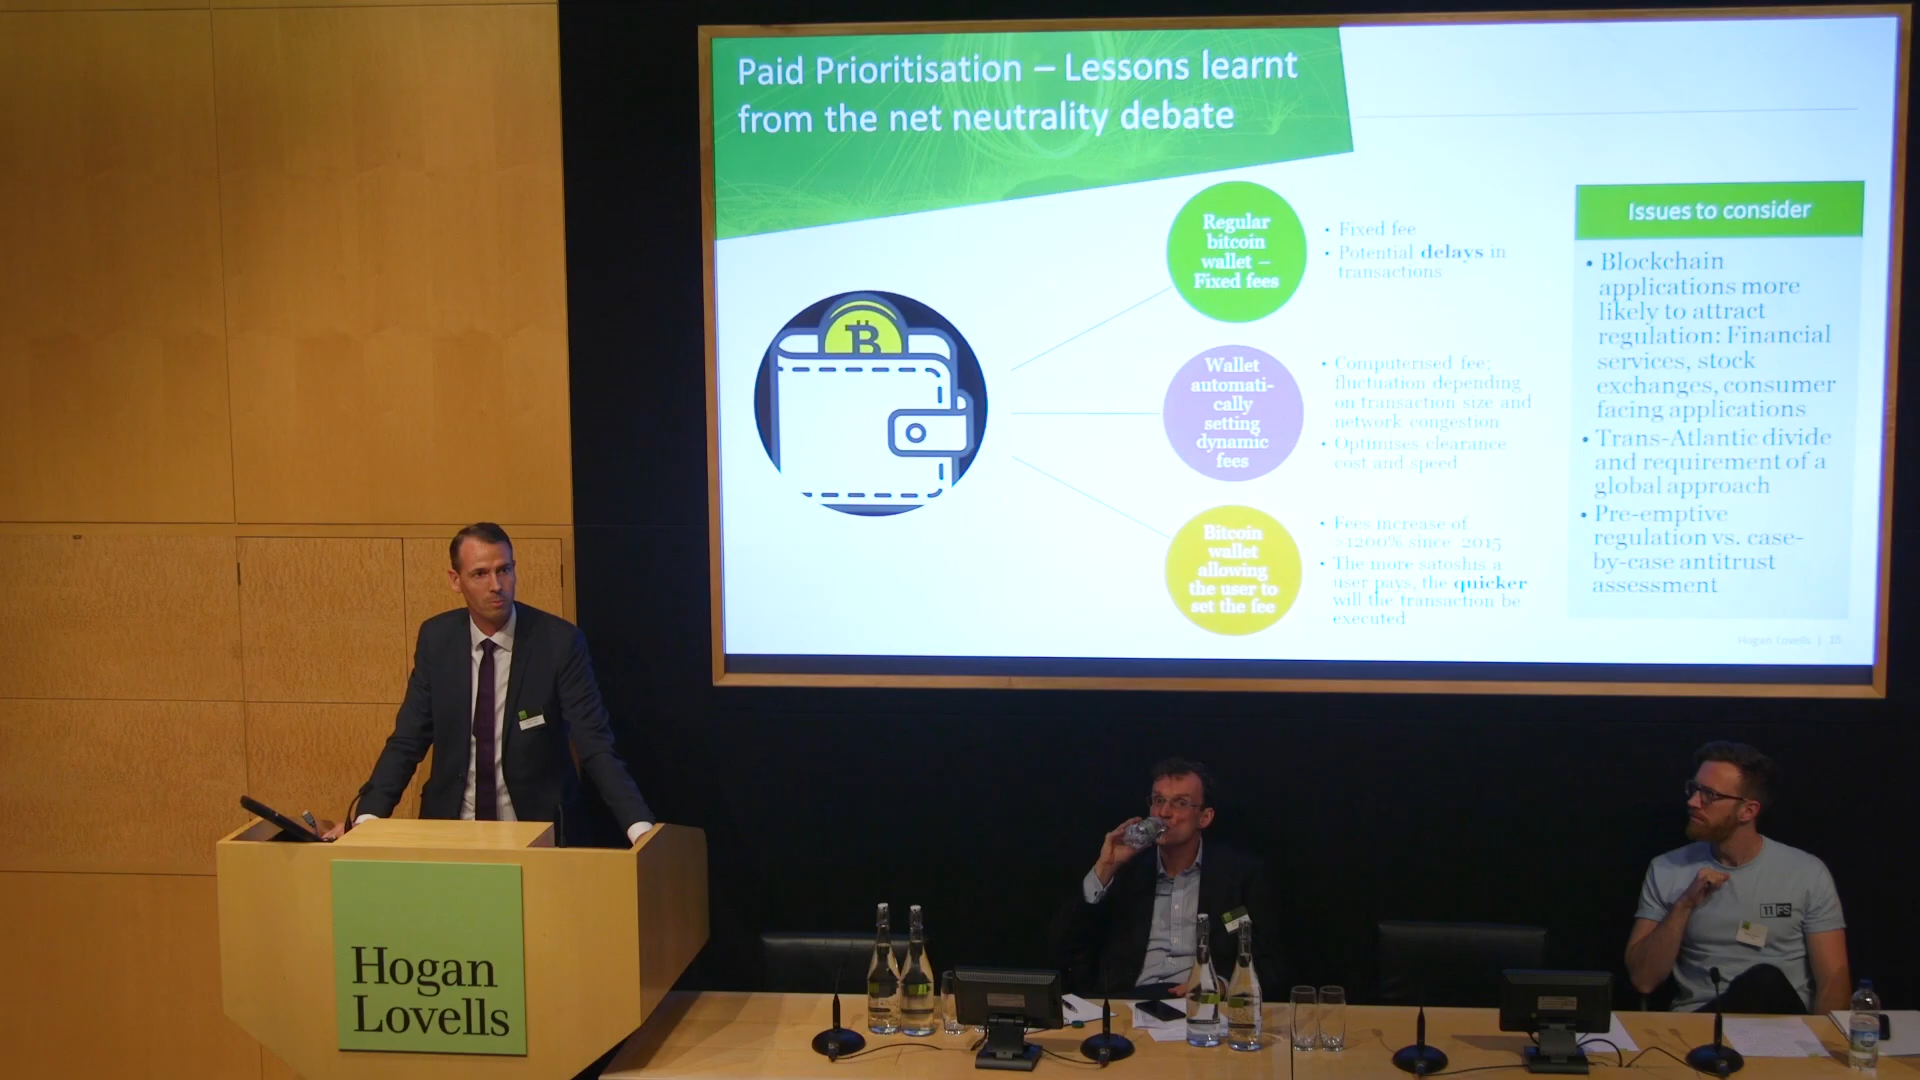 Paid Prioritisation – Lessons learnt
from the net neutrality debate
B
Regular
bitcoin
wallet –
Fixed fees
• Fixed fee
• Potential delays in
transactions
Wallet
automati-
cally
setting
dynamic
fees
• Computerised fee;
fluctuation depending
on transaction size and
network congestion
• Optimises clearance
cost and speed
Bitcoin
wallet
allowing
the user to
set the fee
• Fees increase of
>1200% since 2015
• The more satoshis a
user pays, the quicker
will the transaction be
executed
Issues to consider
• Blockchain
applications more
likely to attract
regulation: Financial
services, stock
exchanges, consumer
facing applications
• Trans-Atlantic divide
and requirement of a
global approach
• Pre-emptive
regulation vs. case-
by-case antitrust
assessment
Hogan Lovells |
Hogan
Lovells
11 FS